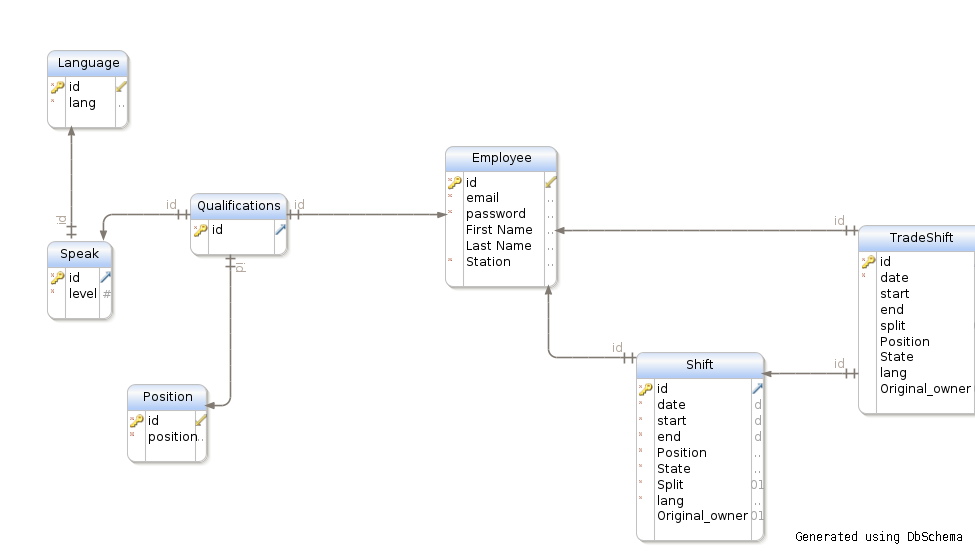 Language
id
lang
..
id
Speak
id
level #
id
Qualifications
id
id
id
Position
id
position..
Employee
id
email ..
password ..
First Name ..
Last Name ..
Station ..
id
TradeShift
id
date
start
end
split
Position
State
lang
Original_owner
id
id
Shift
id
date d
start d
end d
Position ..
State ..
Split 01
lang ..
Original_owner 01
Generated using DbSchema